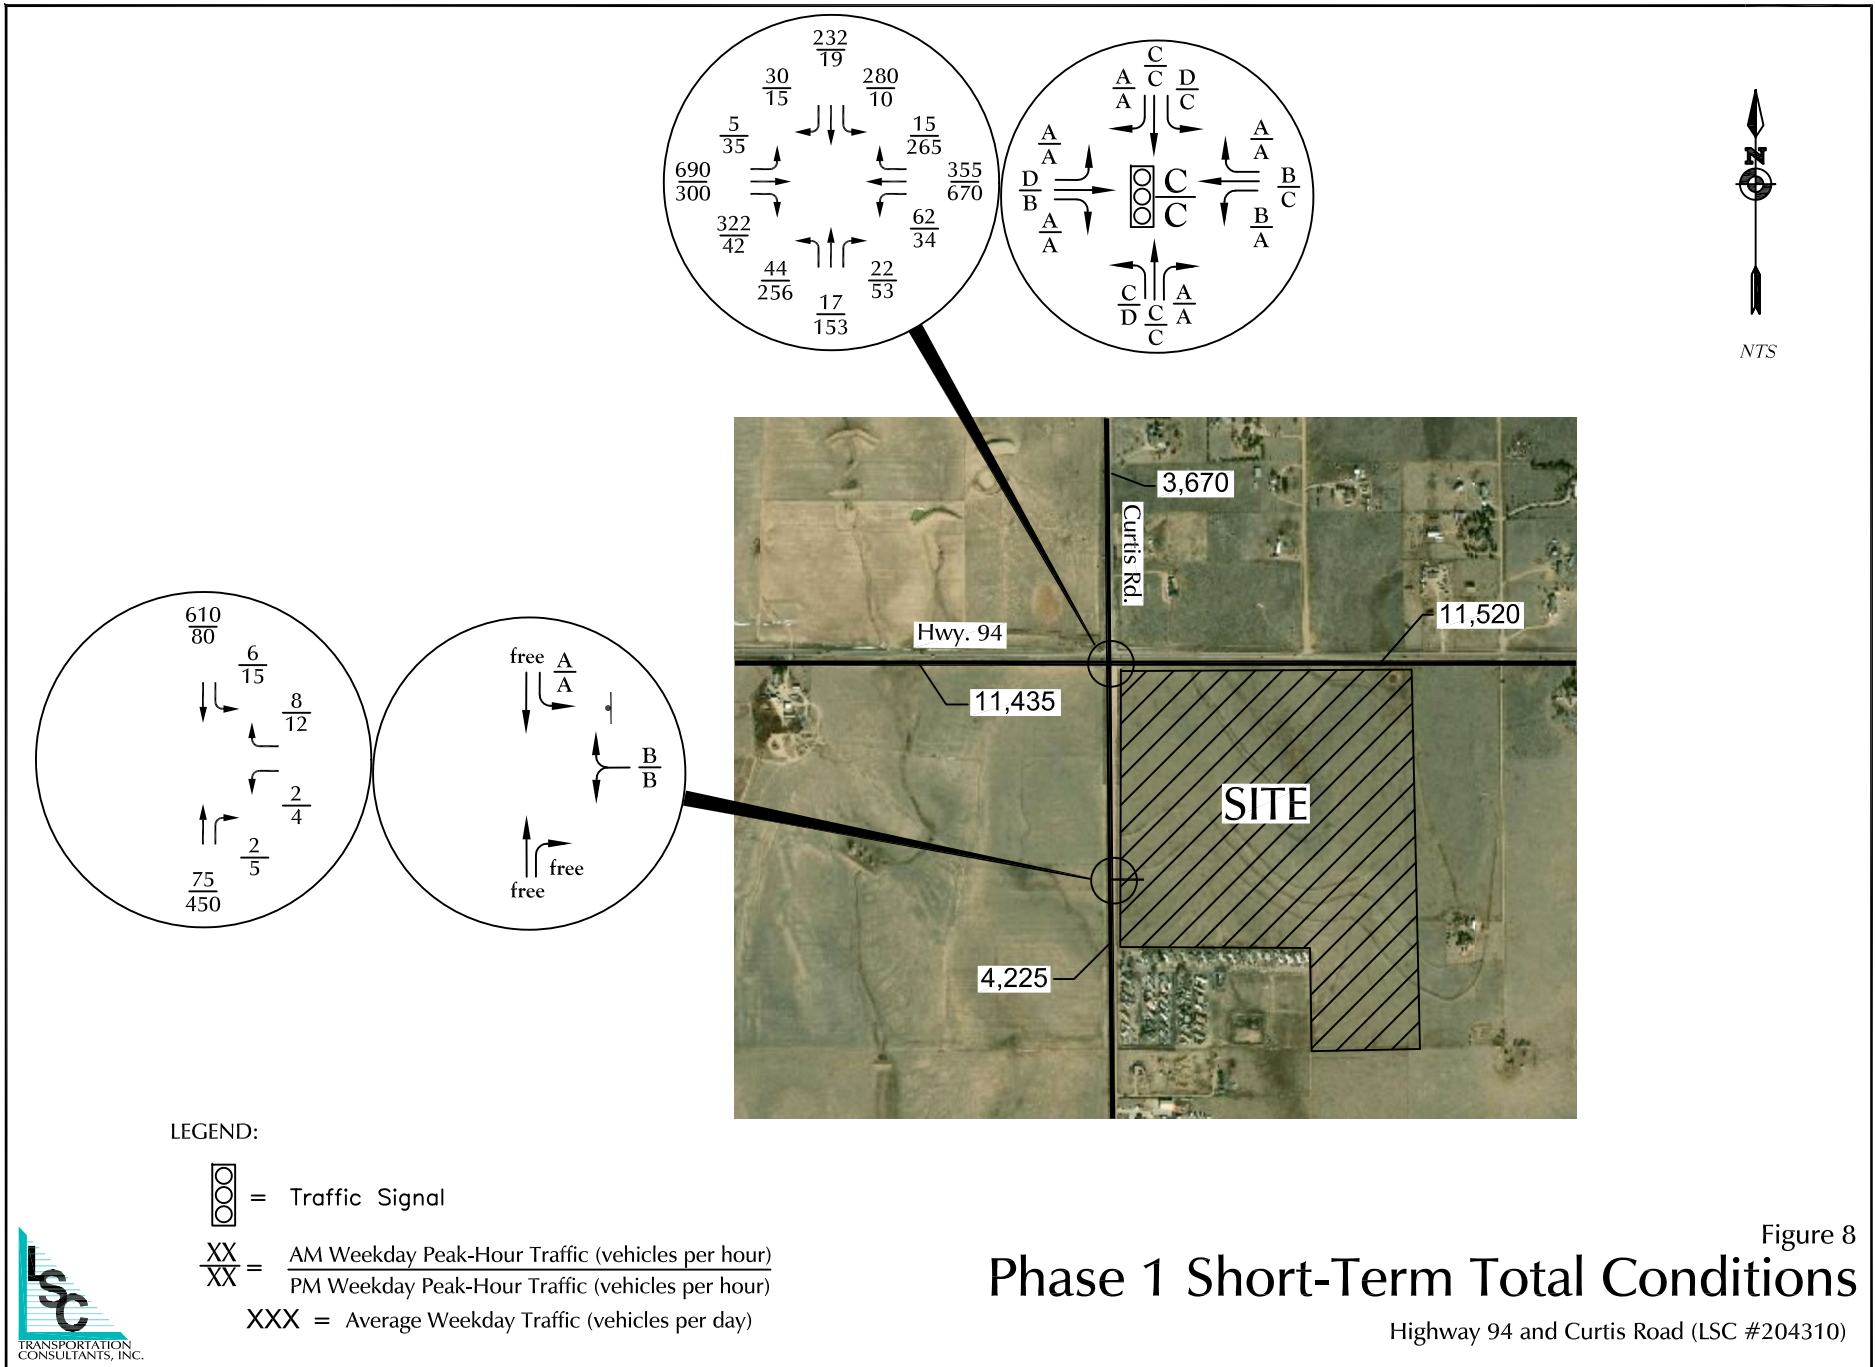 232
19
30
15
280
10
5
35
15
265
690
300
355
670
322
42
62
34
44
256
22
53
17
153
C
C
A
A
D
C
A
A
A
A
D
B
C
C
B
C
A
A
B
A
C
D
C
C
A
A
N
NTS
3,670
Curtis Rd.
11,520
Hwy. 94
11,435
SITE
4,225
610
80
6
15
8
12
2
4
2
5
75
450
free
A
A
B
B
free
free
LEGEND:
= Traffic Signal
XX
XX
= AM Weekday Peak-Hour Traffic (vehicles per hour)
PM Weekday Peak-Hour Traffic (vehicles per hour)
XXX = Average Weekday Traffic (vehicles per day)
LSC
TRANSPORTATION
CONSULTANTS, INC.
Figure 8
Phase 1 Short-Term Total Conditions
Highway 94 and Curtis Road (LSC #204310)